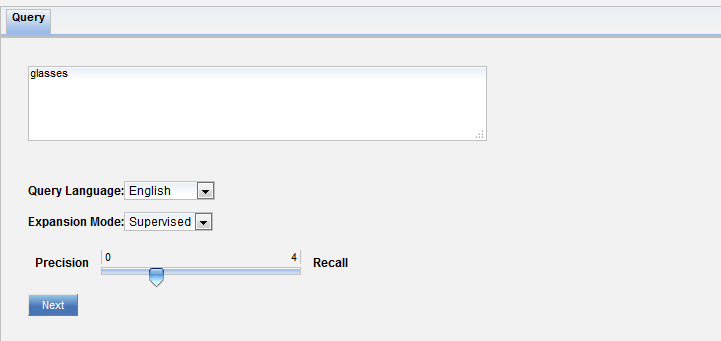 Query
glasses
Query Language: English
Expansion Mode: Supervised
0 4
Precision Recall
Next